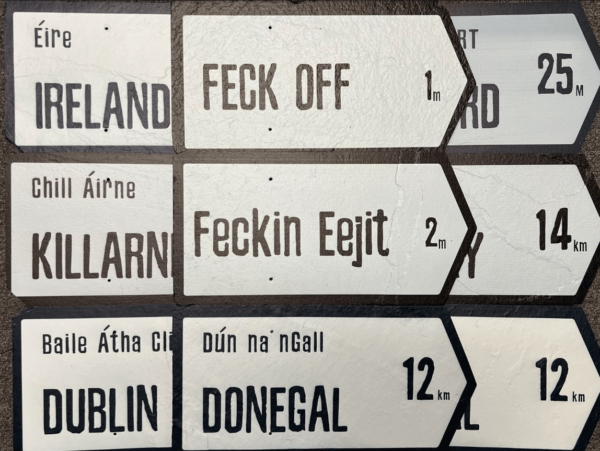 Éire
IRELAND
FECK OFF 1m
RT
25M
RD
Chill Áirne
KILLARN
Feckin Eejit 2m
14km
Y
Baile Átha Cli
DUBLIN
Dún na nGall
DONEGAL 12km
12km
L